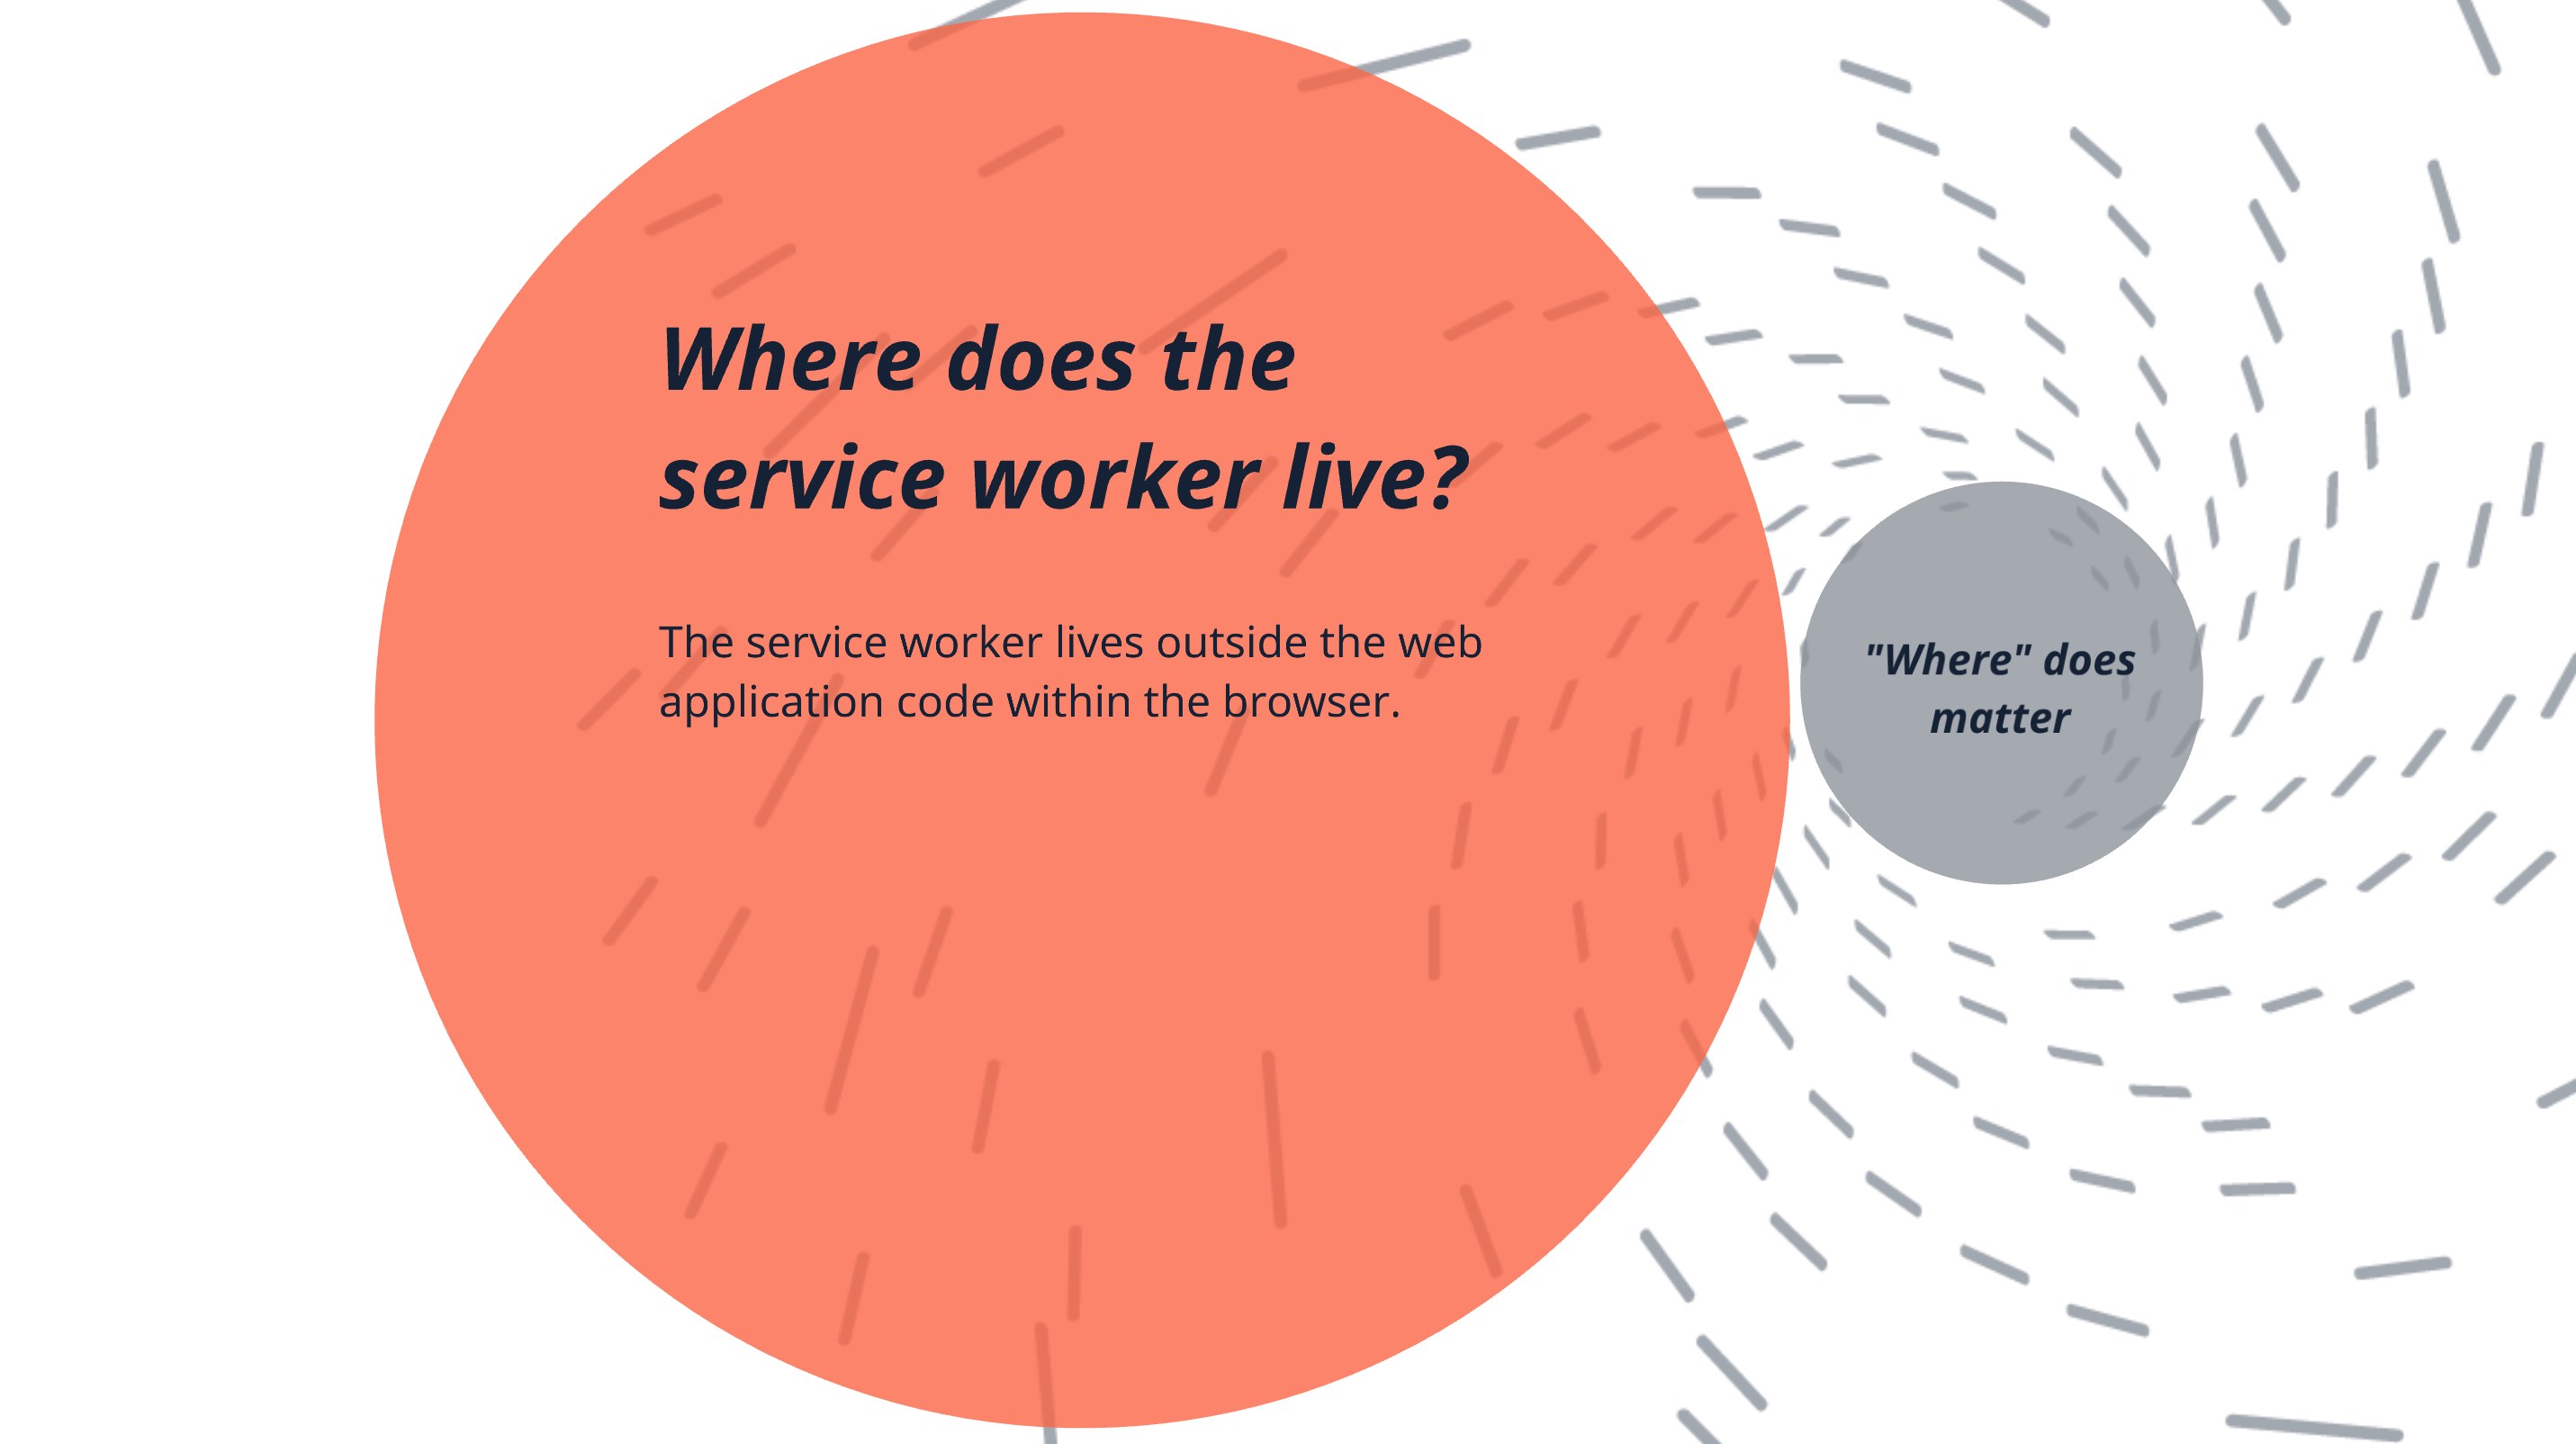 Where does the
service worker live?
The service worker lives outside the web
application code within the browser.
"Where" does
matter